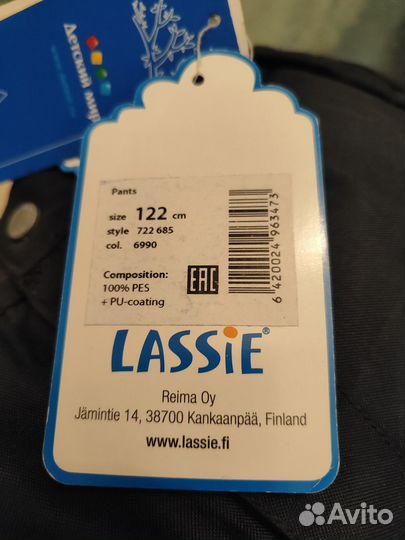 Детский мир
Pants
size 122 cm
style 722 685
col. 6990
Composition:
100% PES
+ PU-coating
EAC
6 420024 963473
LASSiE®
Reima Oy
Jämintie 14, 38700 Kankaanpää, Finland
www.lassie.fi
Avito